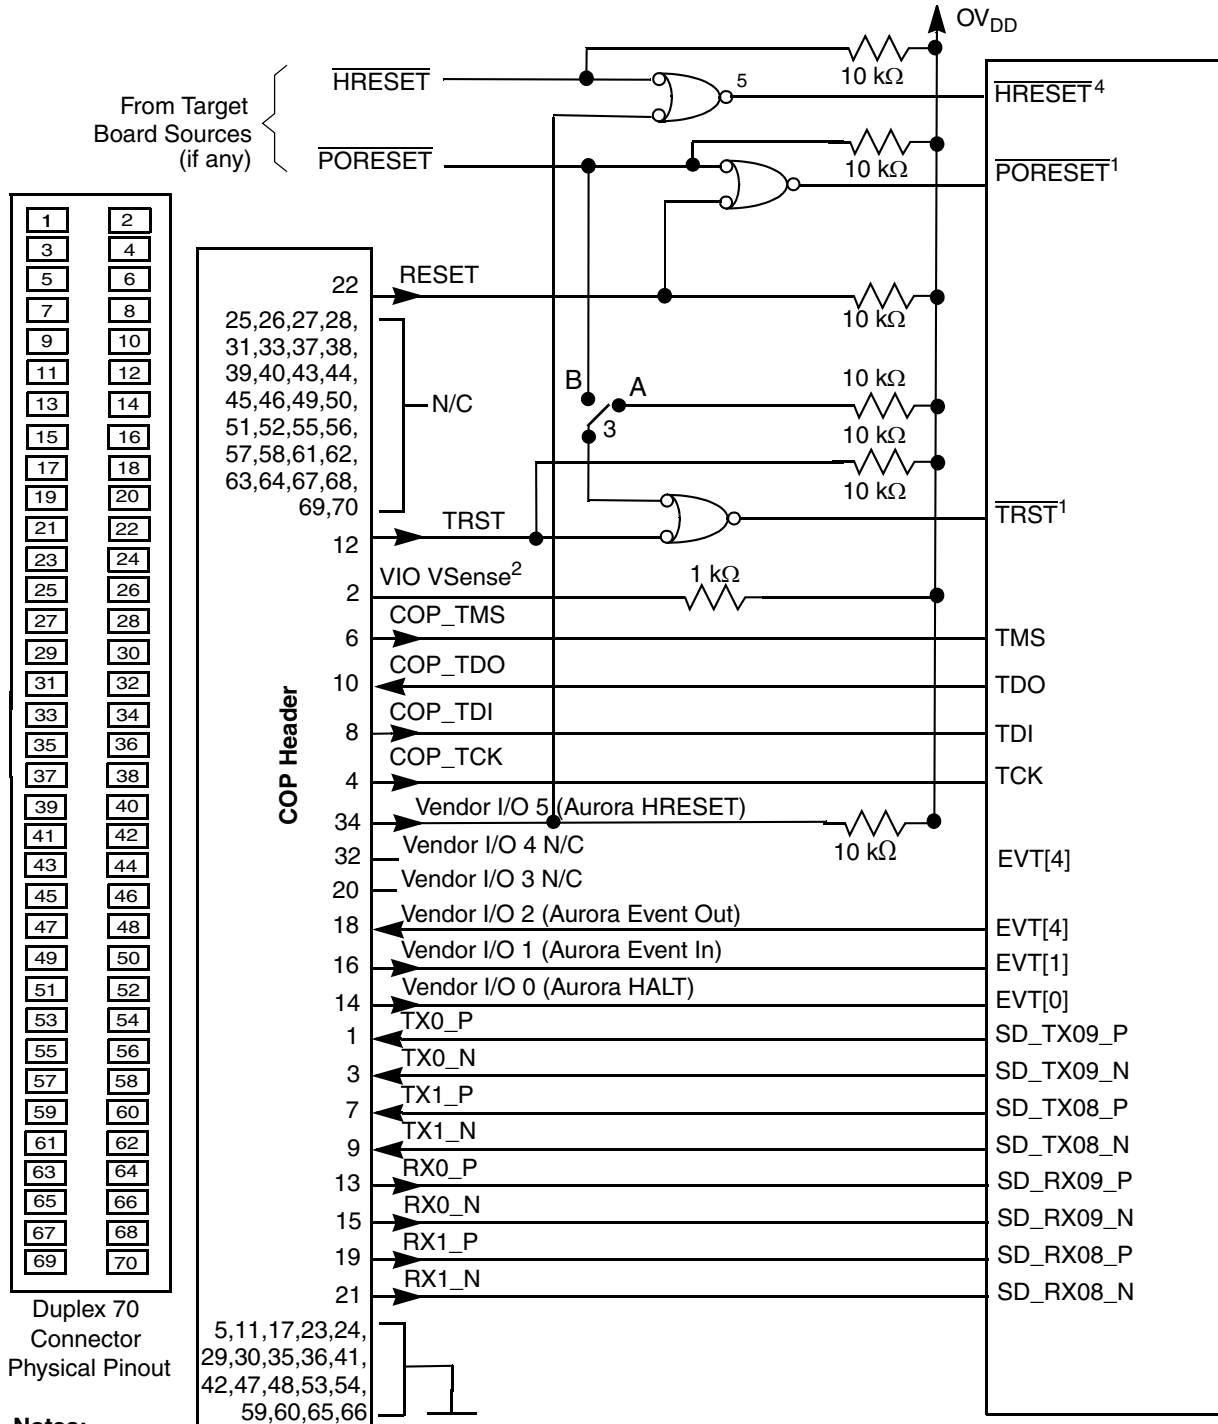 OVDD
10 kΩ
HRESET
5
HRESET4
From Target
Board Sources
(if any)
PORESET
10 kΩ
PORESET1
1 2
3 4
5 6
7 8
9 10
11 12
13 14
15 16
17 18
19 20
21 22
23 24
25 26
27 28
29 30
31 32
33 34
35 36
37 38
39 40
41 42
43 44
45 46
47 48
49 50
51 52
53 54
55 56
57 58
59 60
61 62
63 64
65 66
67 68
69 70
Duplex 70
Connector
Physical Pinout
Notes:
COP Header
22 RESET
10 kΩ
25,26,27,28,
31,33,37,38,
39,40,43,44,
45,46,49,50,
51,52,55,56,
57,58,61,62,
63,64,67,68,
69,70
N/C
B A
3
10 kΩ
10 kΩ
10 kΩ
12 TRST
TRST1
2 VIO VSense2 1 kΩ
6 COP_TMS TMS
10 COP_TDO TDO
8 COP_TDI TDI
4 COP_TCK TCK
34 Vendor I/O 5 (Aurora HRESET)
10 kΩ
32 Vendor I/O 4 N/C EVT[4]
20 Vendor I/O 3 N/C
18 Vendor I/O 2 (Aurora Event Out) EVT[4]
16 Vendor I/O 1 (Aurora Event In) EVT[1]
14 Vendor I/O 0 (Aurora HALT) EVT[0]
1 TX0_P SD_TX09_P
3 TX0_N SD_TX09_N
7 TX1_P SD_TX08_P
9 TX1_N SD_TX08_N
13 RX0_P SD_RX09_P
15 RX0_N SD_RX09_N
19 RX1_P SD_RX08_P
21 RX1_N SD_RX08_N
5,11,17,23,24,
29,30,35,36,41,
42,47,48,53,54,
59,60,65,66